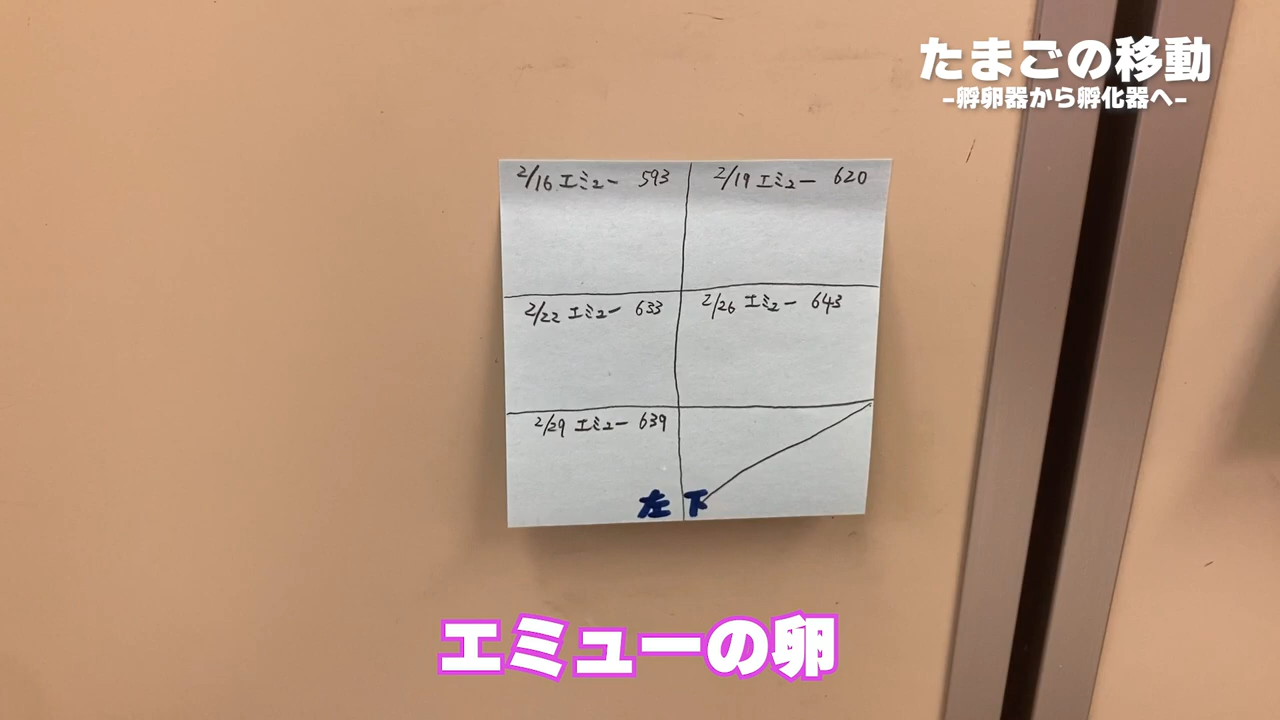 たまごの移動
-孵卵器から孵化器へ-
2/16 エミュー 593
2/19 エミュー 620
2/22 エミュー 633
2/26 エミュー 643
2/29 エミュー 639
左下
エミューの卵